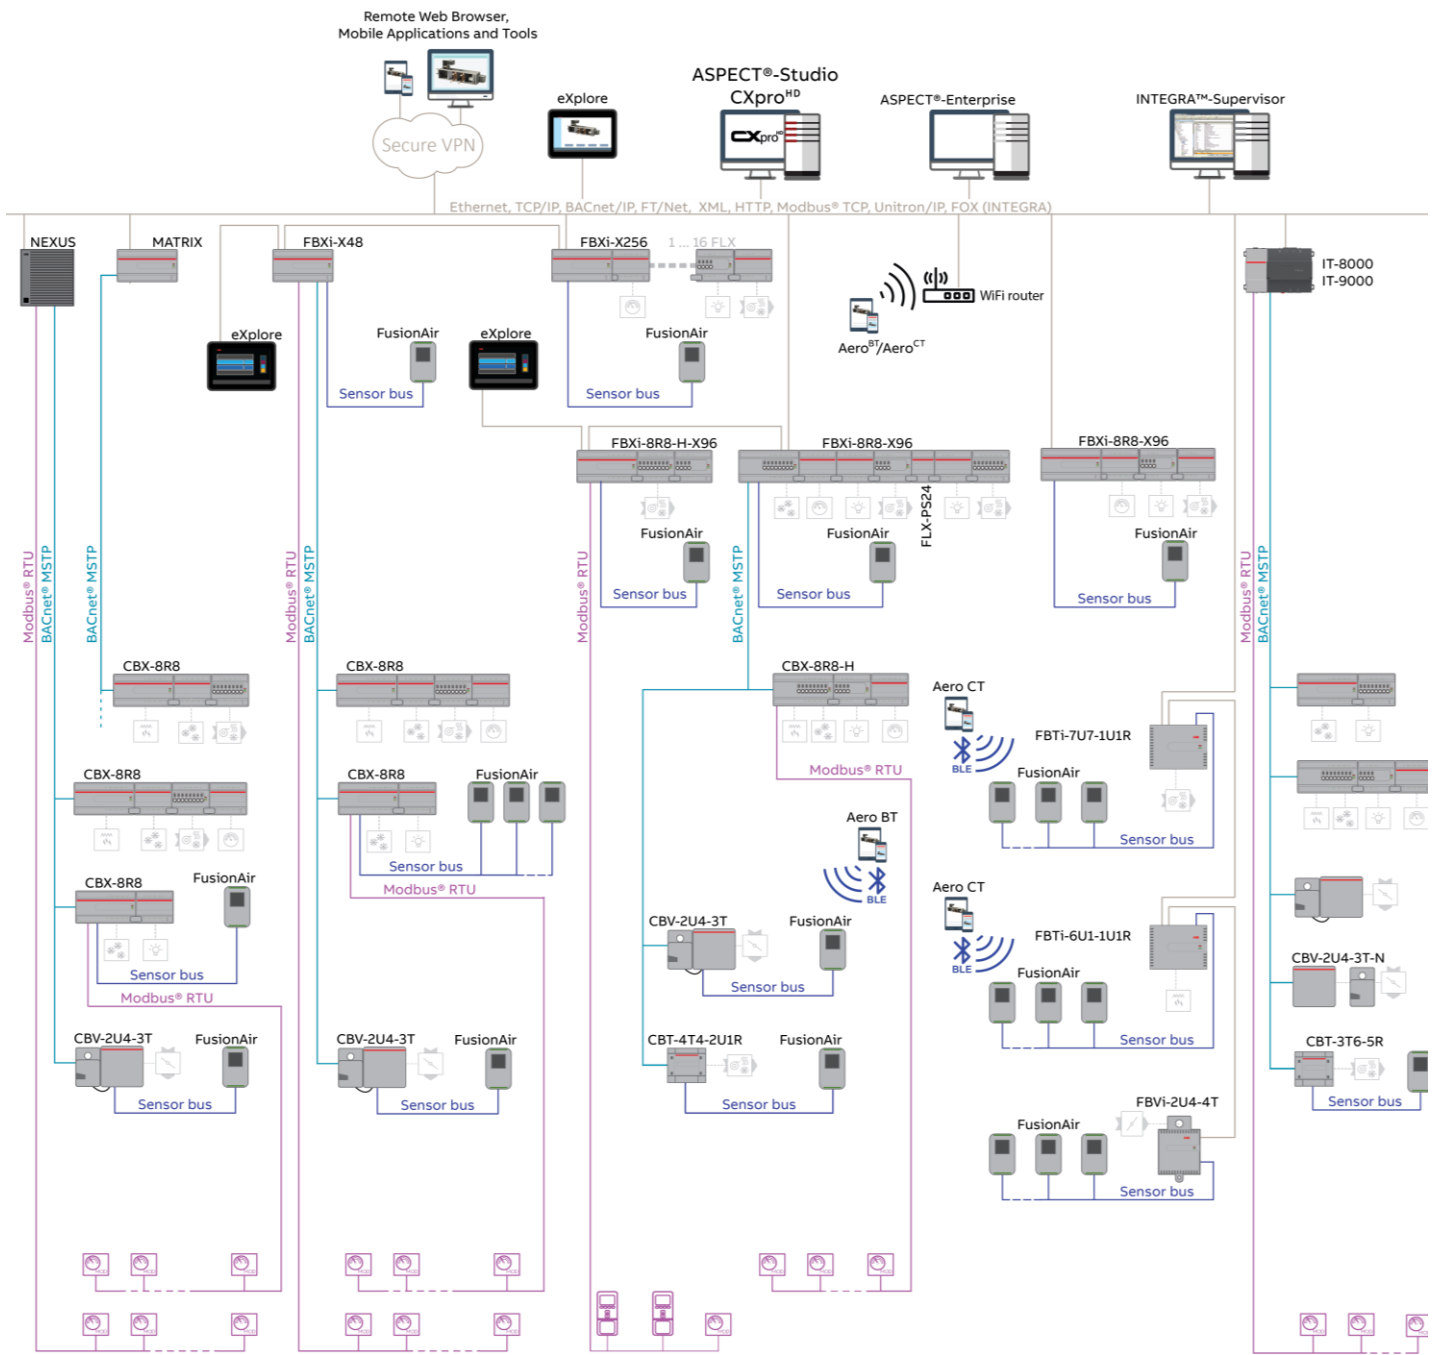 Remote Web Browser,
Mobile Applications and Tools
Secure VPN
eXplore
ASPECT®-Studio
CXproᴴᴰ
CXproᴴᴰ
ASPECT®-Enterprise
INTEGRA™-Supervisor
Ethernet, TCP/IP, BACnet/IP, FT/Net, XML, HTTP, Modbus® TCP, Unitron/IP, FOX (INTEGRA)
NEXUS
MATRIX
FBXi-X48
FBXi-X256
1 ... 16 FLX
IT-8000
IT-9000
WiFi router
Aeroᴮᵀ/Aeroᶜᵀ
eXplore
FusionAir
Sensor bus
eXplore
FusionAir
Sensor bus
FBXi-8R8-H-X96
FBXi-8R8-X96
FBXi-8R8-X96
FLX-PS24
FusionAir
Sensor bus
FusionAir
Sensor bus
FusionAir
Sensor bus
Modbus® RTU
BACnet® MSTP
BACnet® MSTP
Modbus® RTU
BACnet® MSTP
Modbus® RTU
BACnet® MSTP
Modbus® RTU
BACnet® MSTP
CBX-8R8
CBX-8R8
CBX-8R8-H
Modbus® RTU
Aero CT
BLE
FBTi-7U7-1U1R
FusionAir
Sensor bus
CBX-8R8
CBX-8R8
FusionAir
Sensor bus
Modbus® RTU
Aero BT
BLE
CBX-8R8
FusionAir
Sensor bus
Modbus® RTU
CBV-2U4-3T
FusionAir
Sensor bus
Aero CT
BLE
FBTi-6U1-1U1R
FusionAir
Sensor bus
CBV-2U4-3T-N
CBV-2U4-3T
FusionAir
Sensor bus
CBV-2U4-3T
FusionAir
Sensor bus
CBT-4T4-2U1R
FusionAir
Sensor bus
CBT-3T6-5R
Sensor bus
FBVi-2U4-4T
FusionAir
Sensor bus